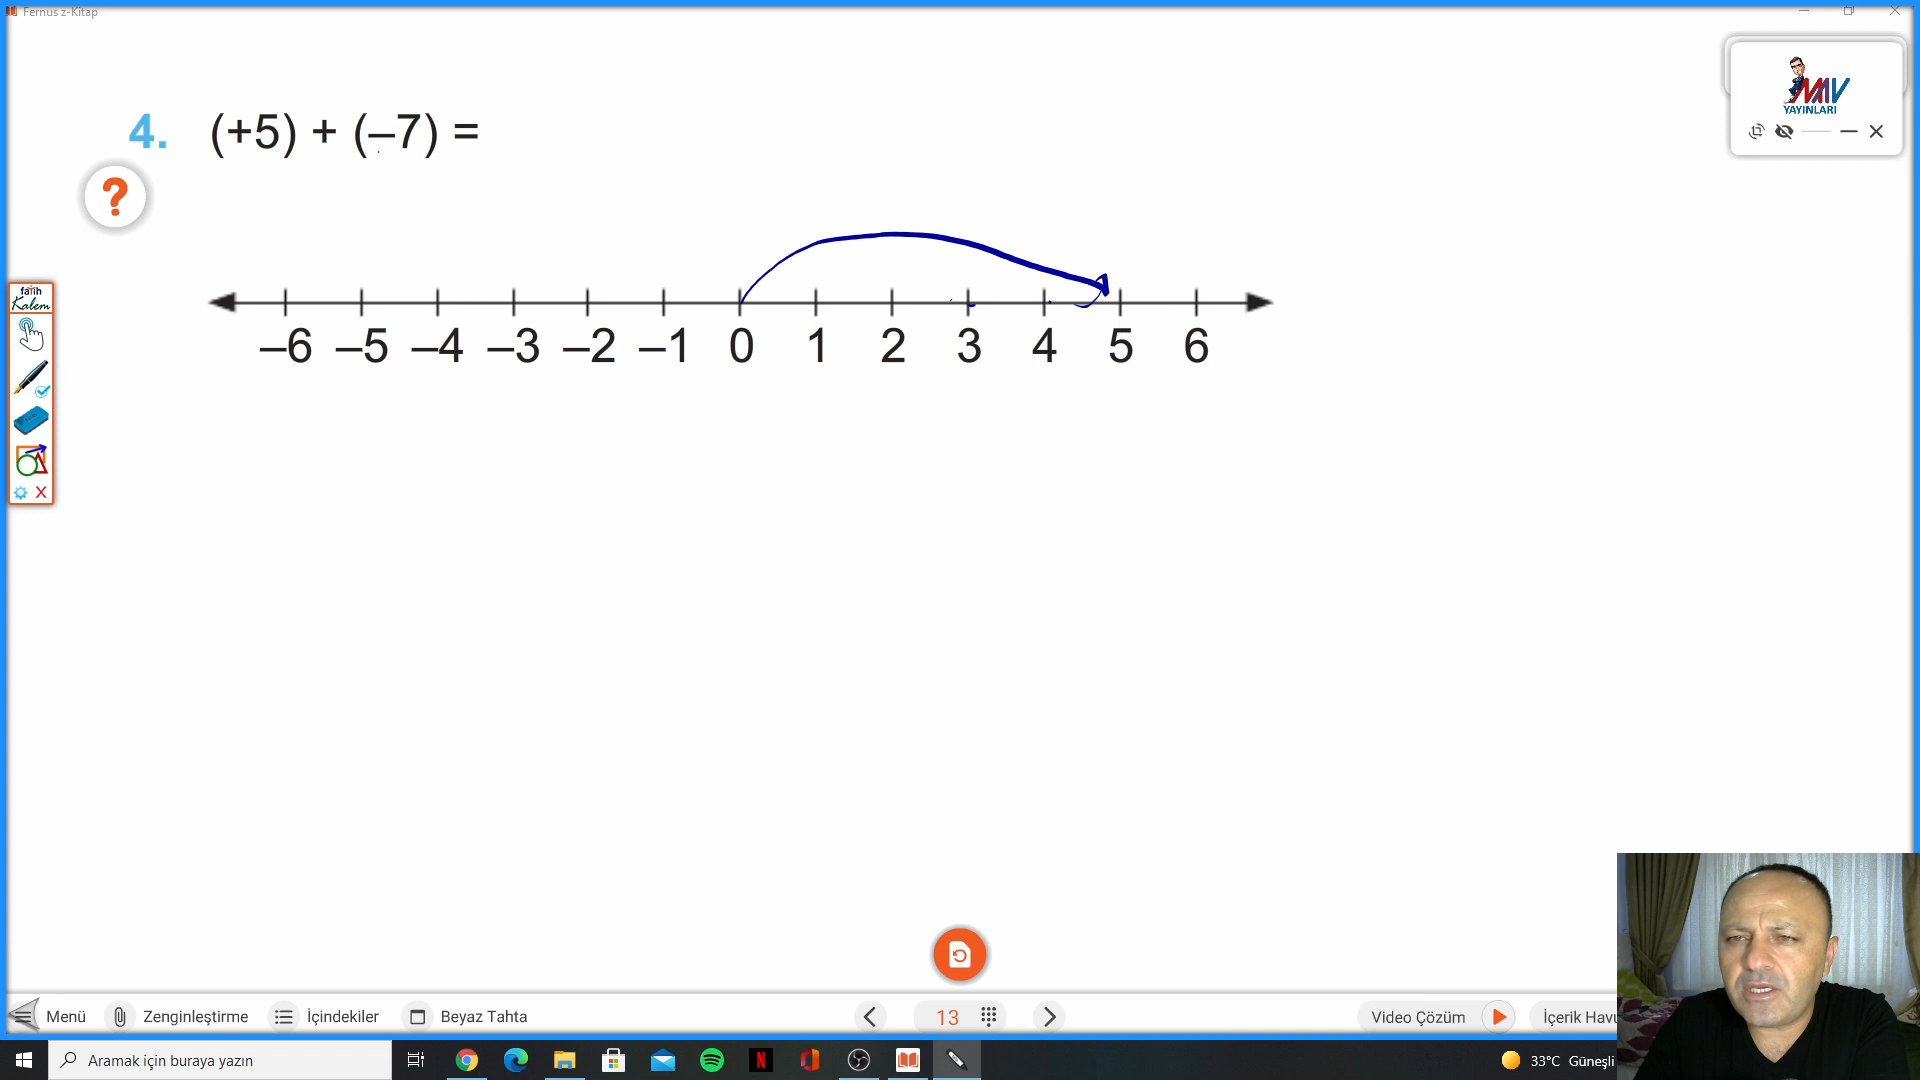 Fernus z-Kitap
MAV
YAYINLARI
4. (+5) + (–7) =
?
fatih
Kalem
–6 –5 –4 –3 –2 –1 0 1 2 3 4 5 6
Menü Zenginleştirme İçindekiler Beyaz Tahta 13 Video Çözüm İçerik Havu
Aramak için buraya yazın 33°C Güneşli